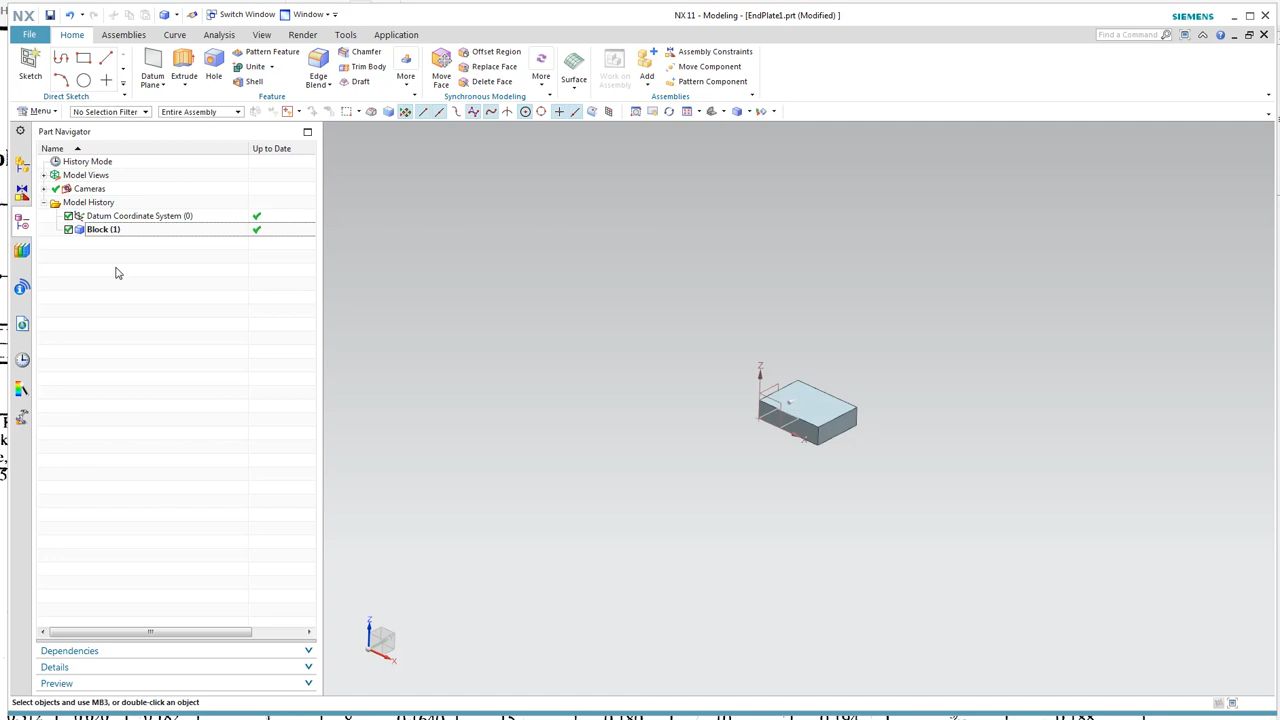 NX Switch Window Window NX 11 - Modeling - [EndPlate1.prt (Modified) ] SIEMENS
File Home Assemblies Curve Analysis View Render Tools Application Find a Command
Sketch Datum Plane Extrude Hole Pattern Feature Unite Shell Edge Blend Chamfer Trim Body Draft More Move Face Offset Region Replace Face Delete Face More Surface Work on Assembly Add Assembly Constraints Move Component Pattern Component
Direct Sketch Feature Synchronous Modeling Assemblies
Menu No Selection Filter Entire Assembly
Part Navigator
Name Up to Date
History Mode
Model Views
Cameras
Model History
Datum Coordinate System (0)
Block (1)
Z
X
Z
X
Dependencies
Details
Preview
Select objects and use MB3, or double-click an object